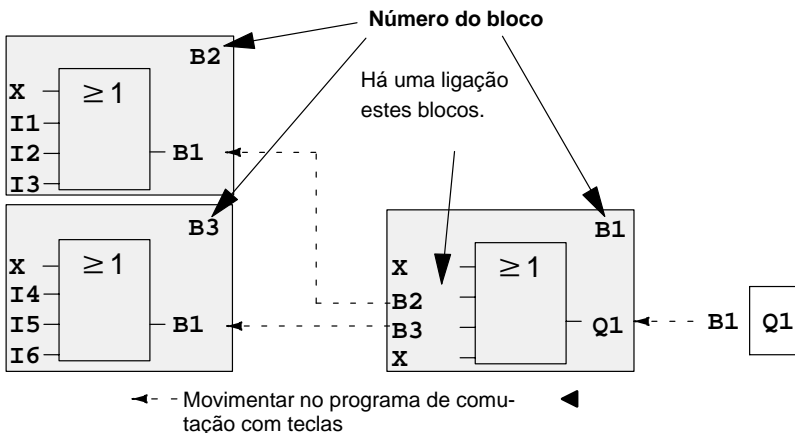 Número do bloco
B2
X
≥1
I1
I2
B1
I3
Há uma ligação
estes blocos.
B3
X
≥1
I4
I5
B1
I6
B1
X
≥1
B2
B3
Q1
X
B1
Q1
Movimentar no programa de comu-
tação com teclas